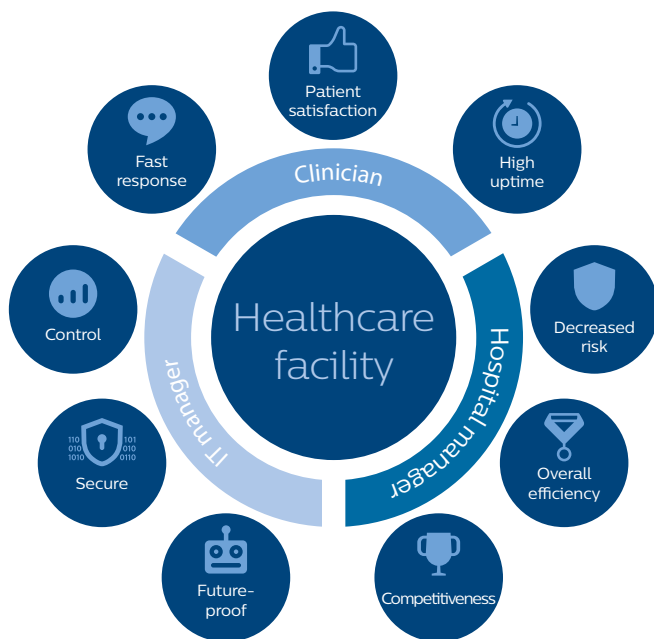 Patient
satisfaction
Fast
response
High
uptime
Clinician
Healthcare
facility
Control
Decreased
risk
IT manager
Hospital manager
110
010
1010
101
010
0110
Secure
Overall
efficiency
Future-
proof
Competitiveness